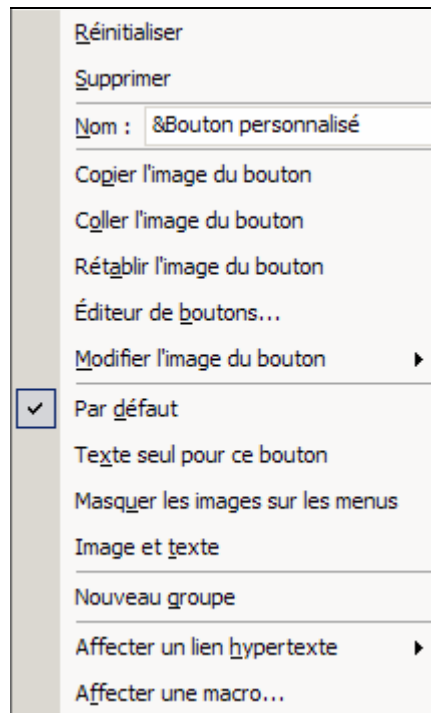 Réinitialiser
Supprimer
Nom : &Bouton personnalisé
Copier l'image du bouton
Coller l'image du bouton
Rétablir l'image du bouton
Éditeur de boutons...
Modifier l'image du bouton
Par défaut
Texte seul pour ce bouton
Masquer les images sur les menus
Image et texte
Nouveau groupe
Affecter un lien hypertexte
Affecter une macro...